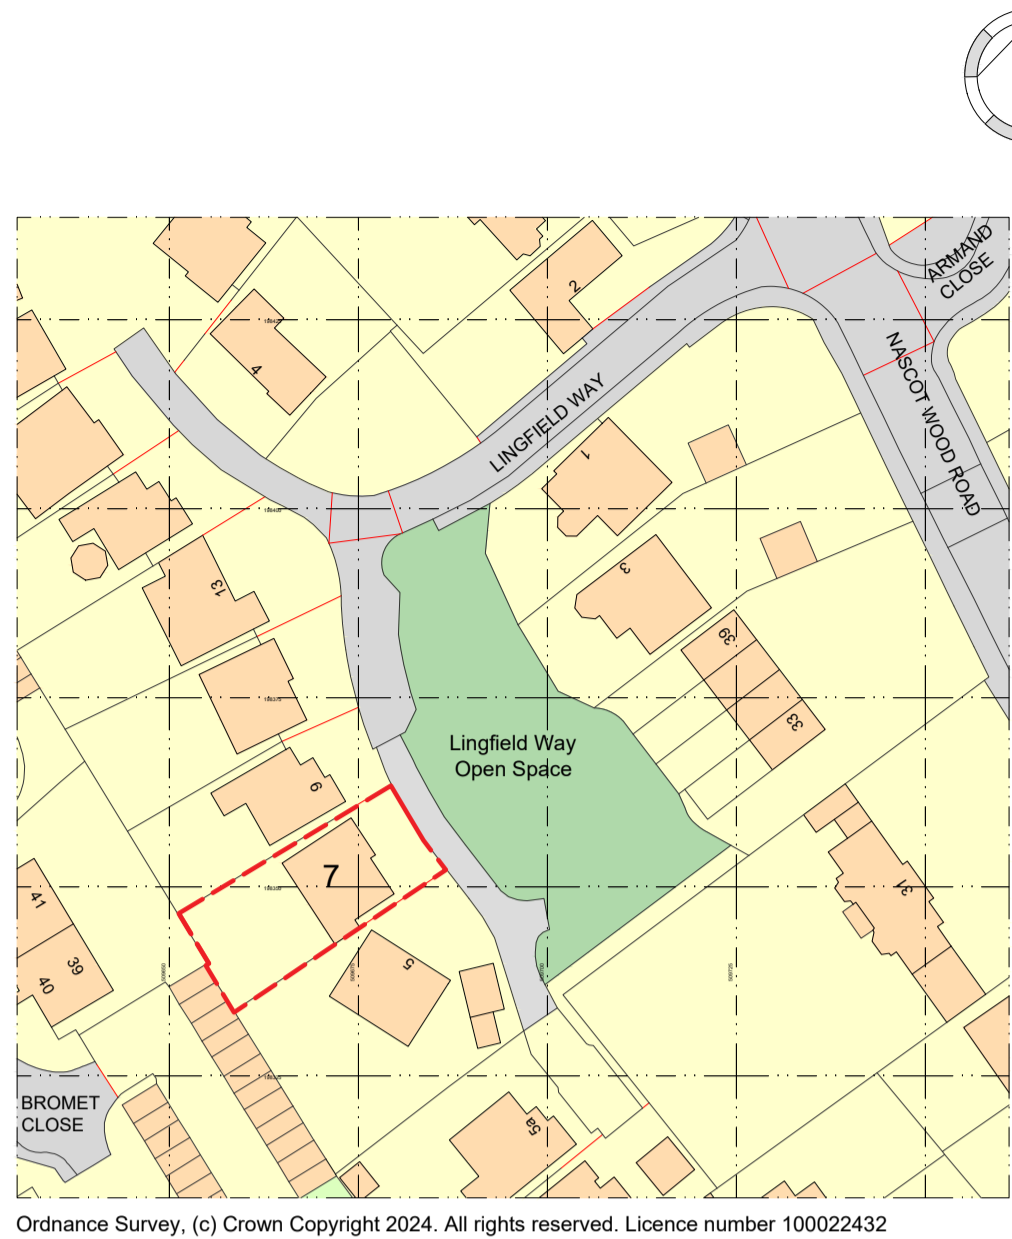 ARMAND
CLOSE
2
NASCOT WOOD ROAD
4
LINGFIELD WAY
1
3
13
39
33
Lingfield Way
Open Space
9
7
31
41
39
40
5
BROMET
CLOSE
5a
Ordnance Survey, (c) Crown Copyright 2024. All rights reserved. Licence number 100022432